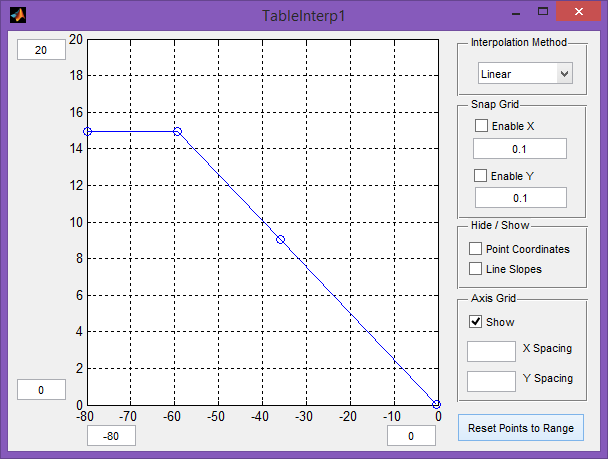 TableInterp1
20
20
18
16
14
12
10
8
6
4
2
0
0
-80 -70 -60 -50 -40 -30 -20 -10 0
-80 0
Interpolation Method
Linear
Snap Grid
Enable X
0.1
Enable Y
0.1
Hide / Show
Point Coordinates
Line Slopes
Axis Grid
Show
X Spacing
Y Spacing
Reset Points to Range